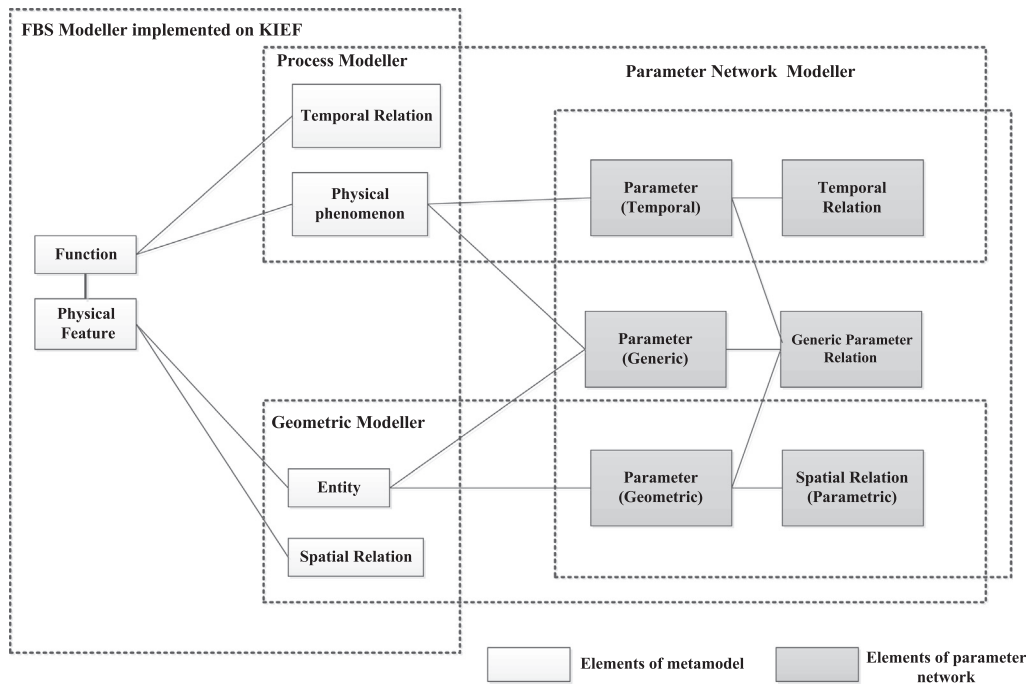 FBS Modeller implemented on KIEF
Process Modeller
Parameter Network Modeller
Temporal Relation
Physical
phenomenon
Parameter
(Temporal)
Temporal
Relation
Function
Physical
Feature
Parameter
(Generic)
Generic Parameter
Relation
Geometric Modeller
Entity
Parameter
(Geometric)
Spatial Relation
(Parametric)
Spatial Relation
Elements of metamodel
Elements of parameter
network